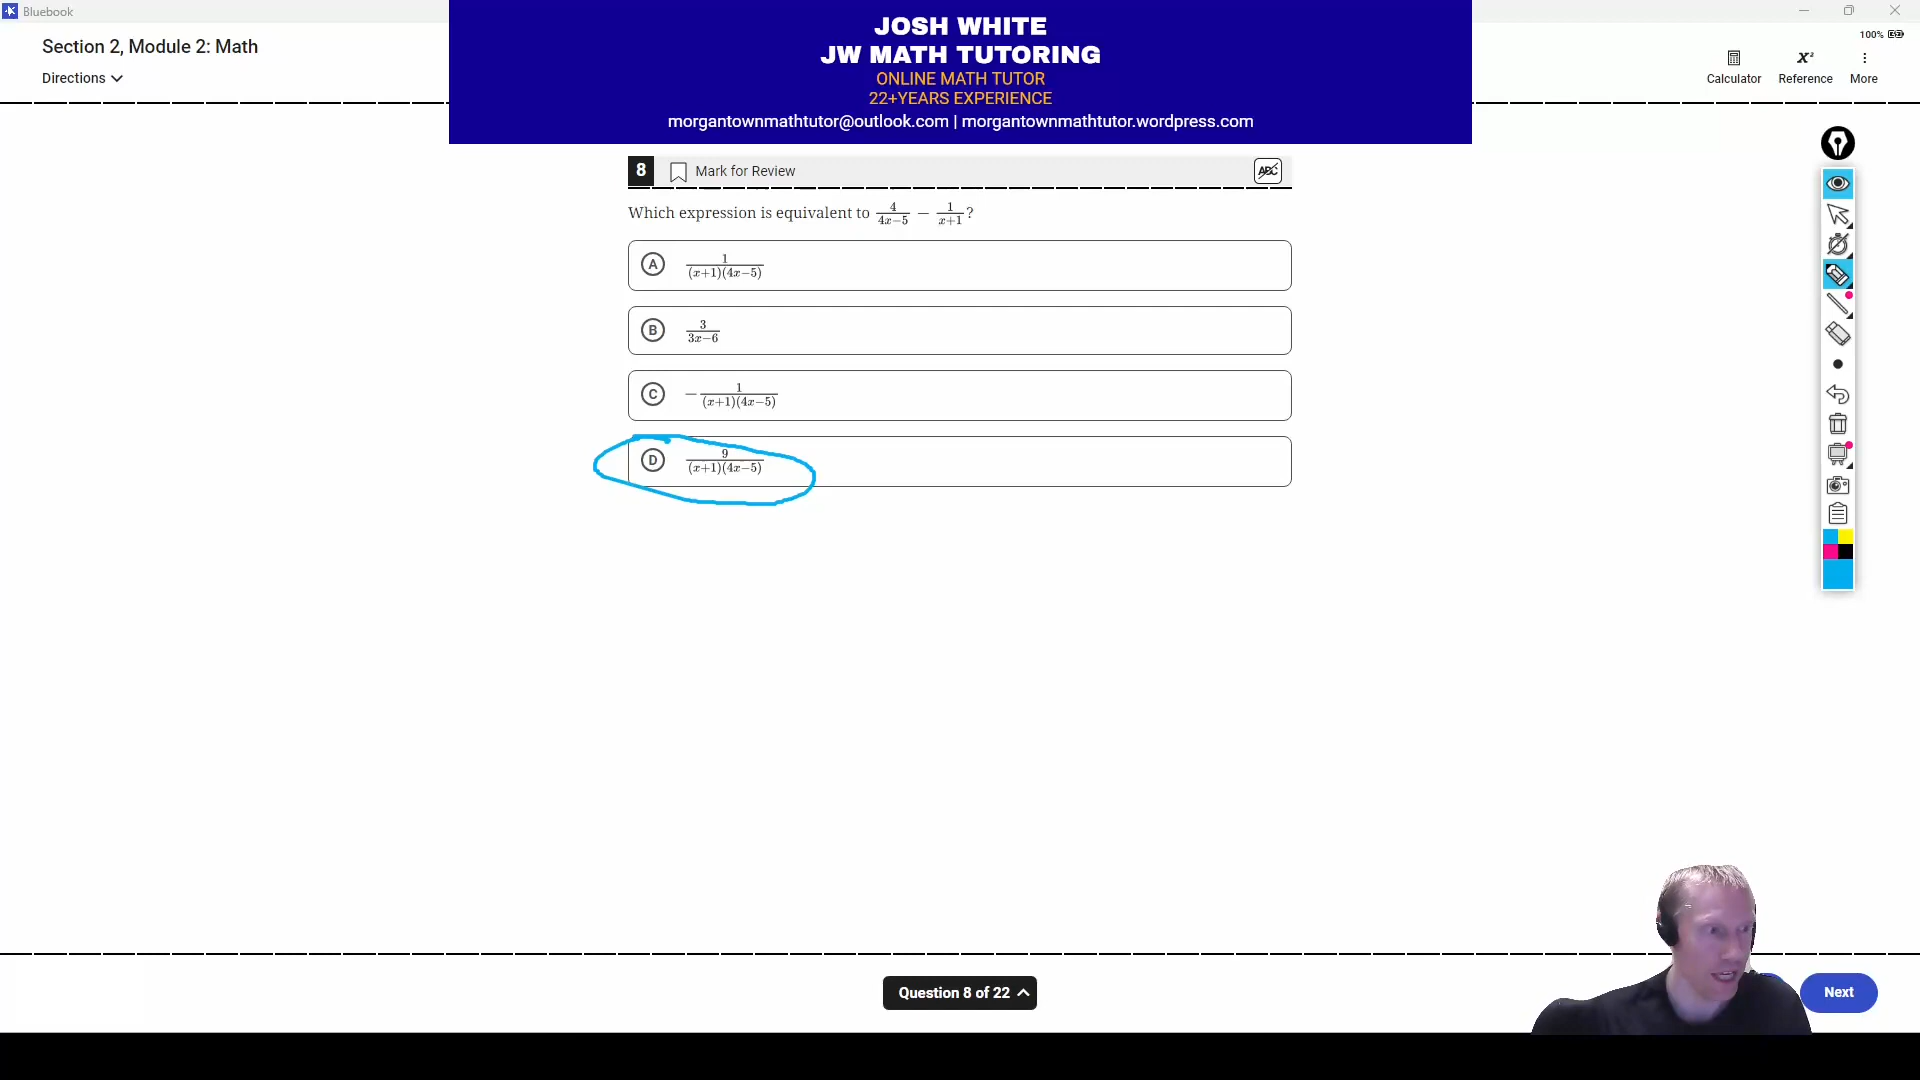 Bluebook
JOSH WHITE
JW MATH TUTORING
ONLINE MATH TUTOR
22+YEARS EXPERIENCE
morgantownmathtutor@outlook.com | morgantownmathtutor.wordpress.com
Section 2, Module 2: Math
Directions
100%
Calculator
x² Reference
More
8 Mark for Review ABC
Which expression is equivalent to 4/(4x−5) − 1/(x+1)?
A 1/((x+1)(4x−5))
B 3/(3x−6)
C −1/((x+1)(4x−5))
D 9/((x+1)(4x−5))
Question 8 of 22
Next